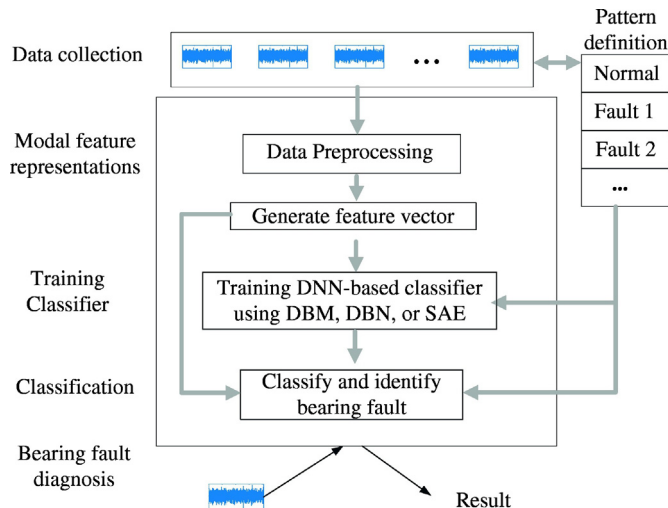 Pattern
definition
Data collection
...
Normal
Fault 1
Fault 2
...
Modal feature
representations
Data Preprocessing
Generate feature vector
Training
Classifier
Training DNN-based classifier
using DBM, DBN, or SAE
Classification
Classify and identify
bearing fault
Bearing fault
diagnosis
Result